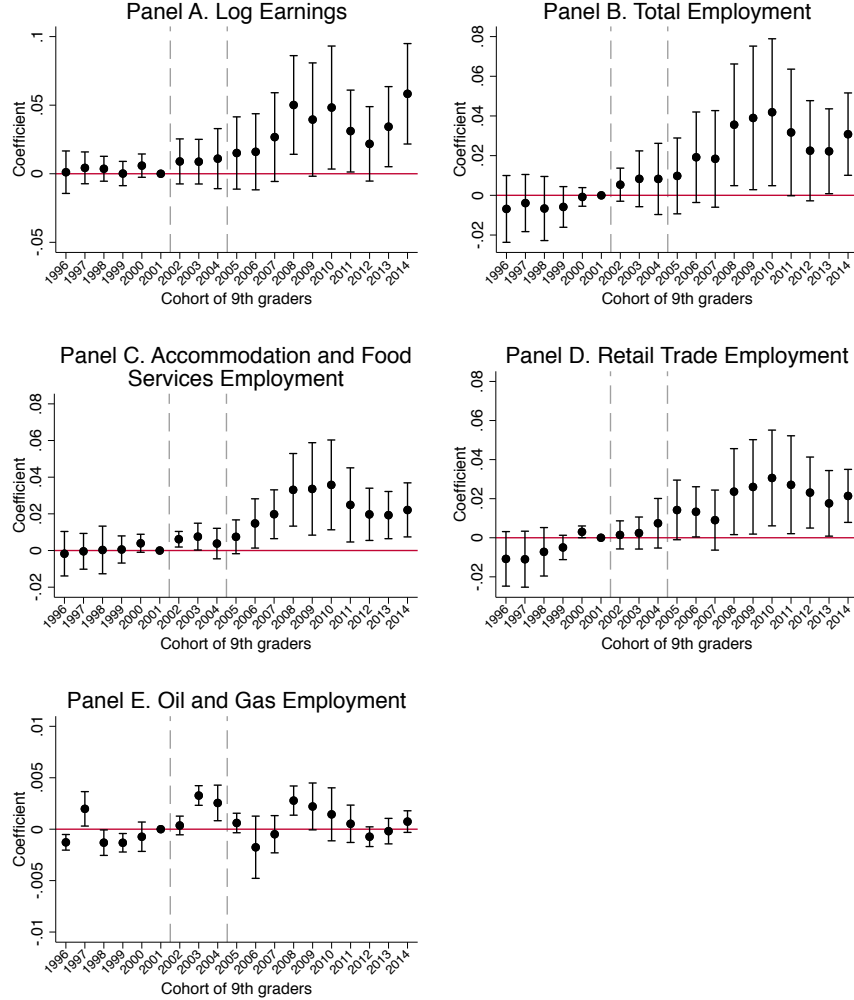 Panel A. Log Earnings
.1
.05
0
-.05
Coefficient
1996 1997 1998 1999 2000 2001 2002 2003 2004 2005 2006 2007 2008 2009 2010 2011 2012 2013 2014
Cohort of 9th graders
Panel B. Total Employment
.08
.06
.04
.02
0
-.02
Coefficient
1996 1997 1998 1999 2000 2001 2002 2003 2004 2005 2006 2007 2008 2009 2010 2011 2012 2013 2014
Cohort of 9th graders
Panel C. Accommodation and Food
Services Employment
.08
.06
.04
.02
0
-.02
Coefficient
1996 1997 1998 1999 2000 2001 2002 2003 2004 2005 2006 2007 2008 2009 2010 2011 2012 2013 2014
Cohort of 9th graders
Panel D. Retail Trade Employment
.08
.06
.04
.02
0
-.02
Coefficient
1996 1997 1998 1999 2000 2001 2002 2003 2004 2005 2006 2007 2008 2009 2010 2011 2012 2013 2014
Cohort of 9th graders
Panel E. Oil and Gas Employment
.01
.005
0
-.005
-.01
Coefficient
1996 1997 1998 1999 2000 2001 2002 2003 2004 2005 2006 2007 2008 2009 2010 2011 2012 2013 2014
Cohort of 9th graders